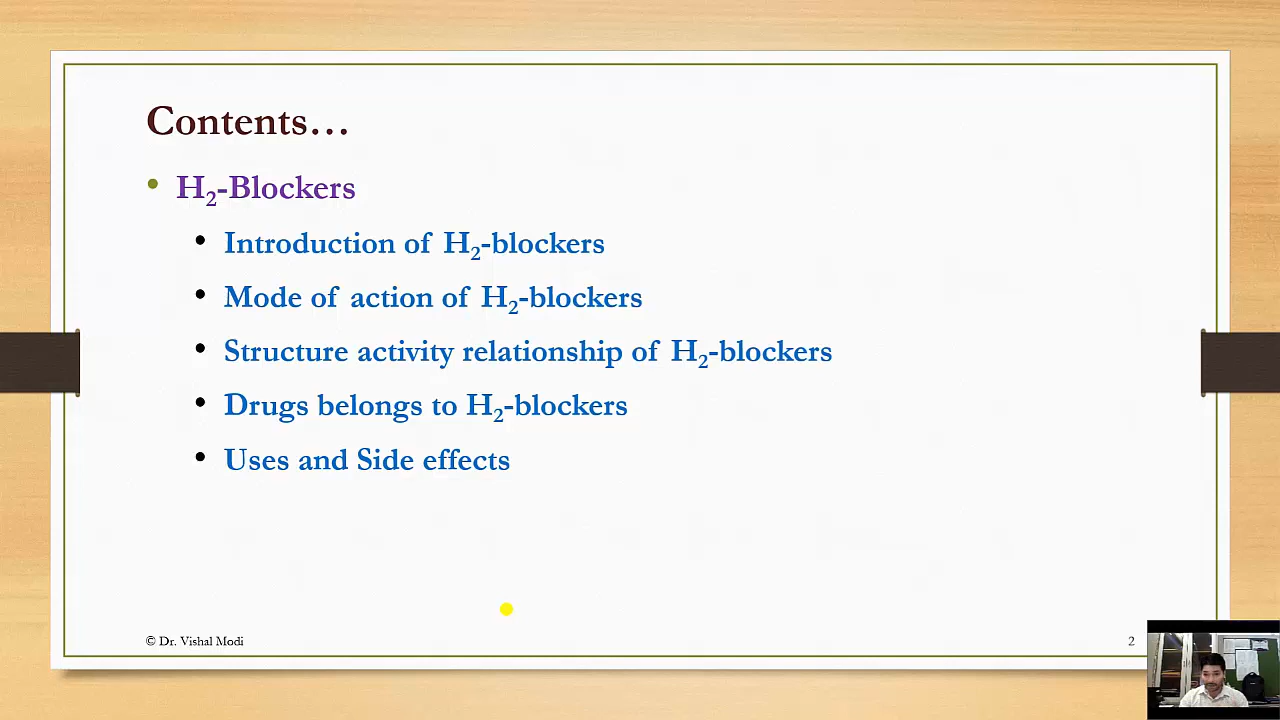 Contents…
• H₂-Blockers
• Introduction of H₂-blockers
• Mode of action of H₂-blockers
• Structure activity relationship of H₂-blockers
• Drugs belongs to H₂-blockers
• Uses and Side effects
© Dr. Vishal Modi
2